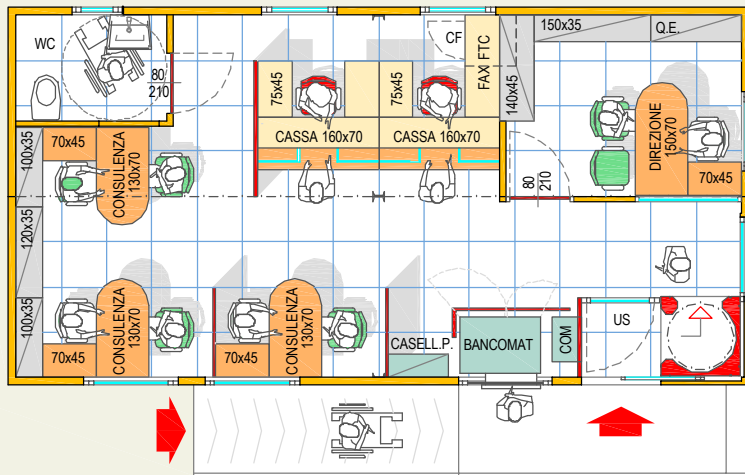 WC
80
210
75x45
75x45
CF
FAX/ FTC
140x45
150x35
Q.E.
CASSA 160x70
CASSA 160x70
DIREZIONE
150x70
70x45
80
210
100x35
70x45
CONSULENZA
130x70
120x35
100x35
70x45
CONSULENZA
130x70
70x45
CONSULENZA
130x70
CASELL.P.
BANCOMAT
COM
US